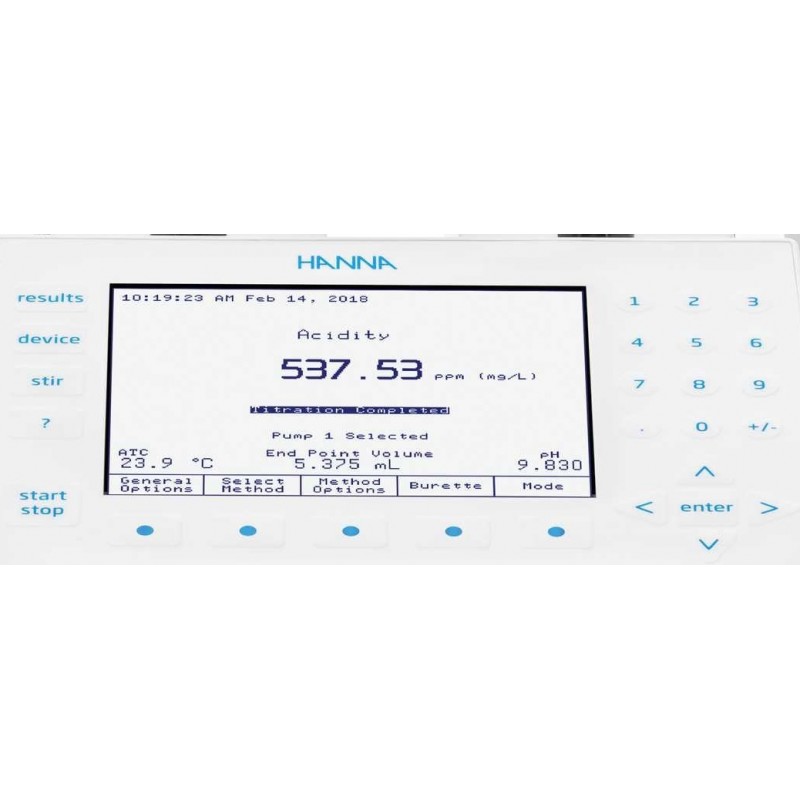 HANNA
results
device
stir
?
start
stop
10:19:23 AM Feb 14, 2018
Acidity
537.53 ppm (mg/L)
Titration Completed
Pump 1 Selected
ATC End Point Volume pH
23.9 °C 5.375 mL 9.830
General Options
Select Method
Method Options
Burette
Mode
1 2 3
4 5 6
7 8 9
. 0 +/-
< enter >